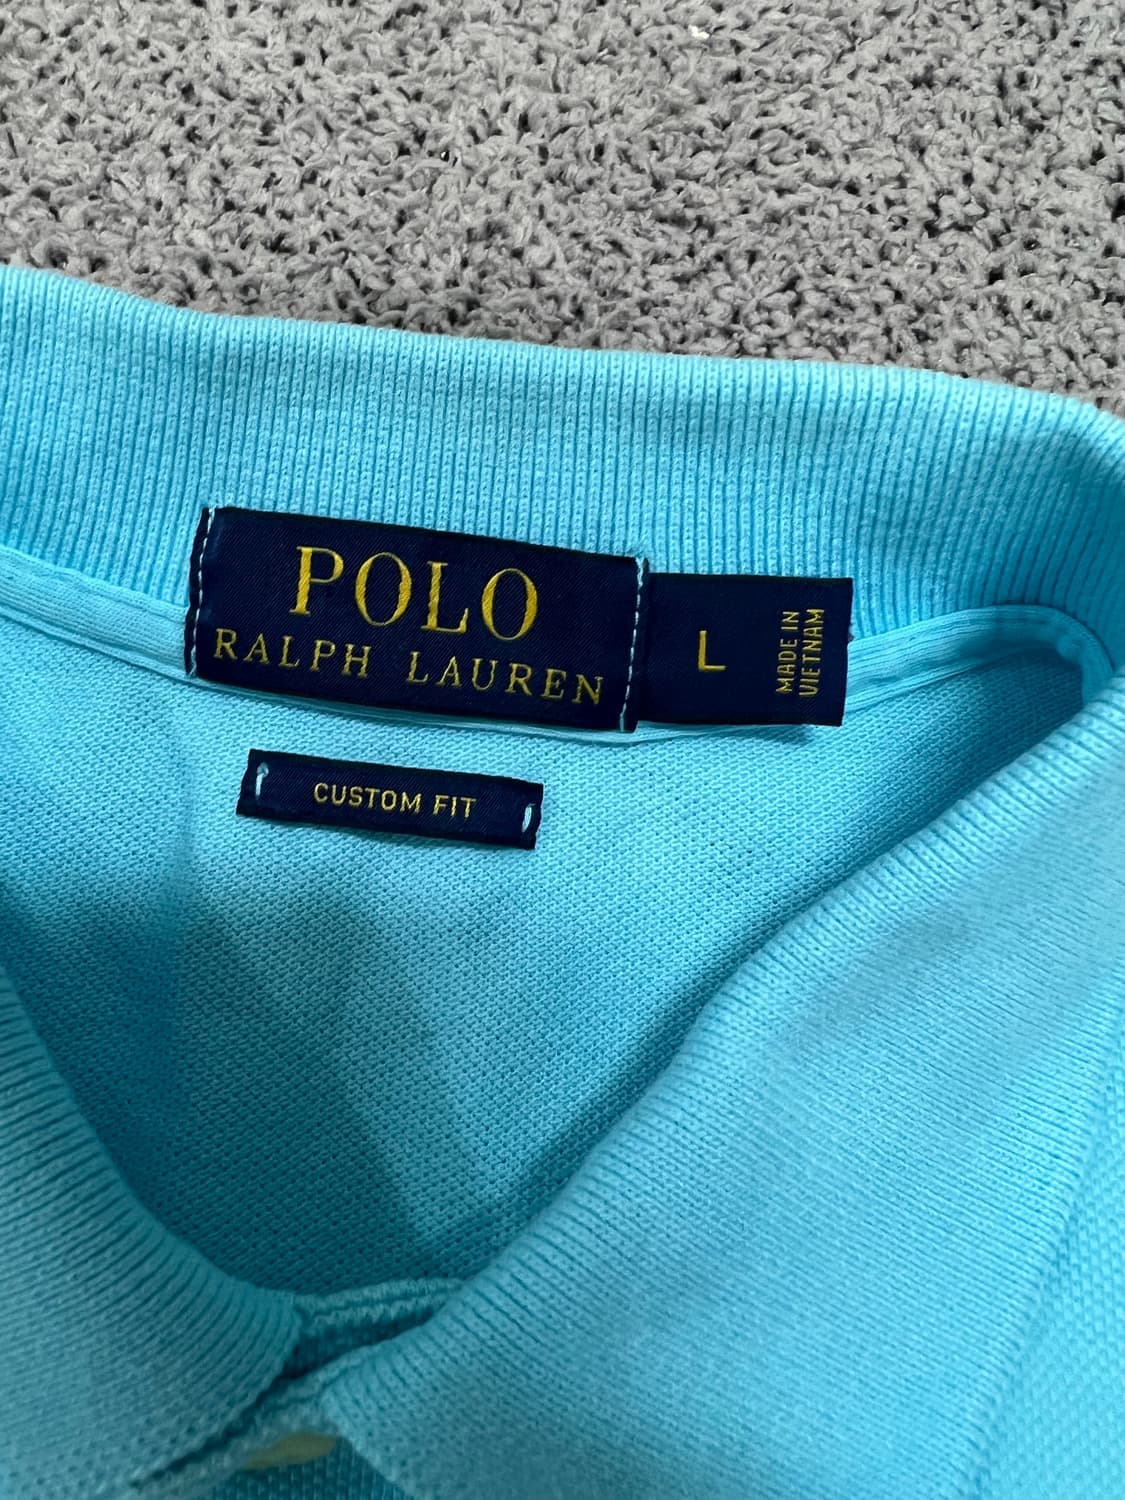 POLO
RALPH LAUREN
L
MADE IN
VIETNAM
CUSTOM FIT